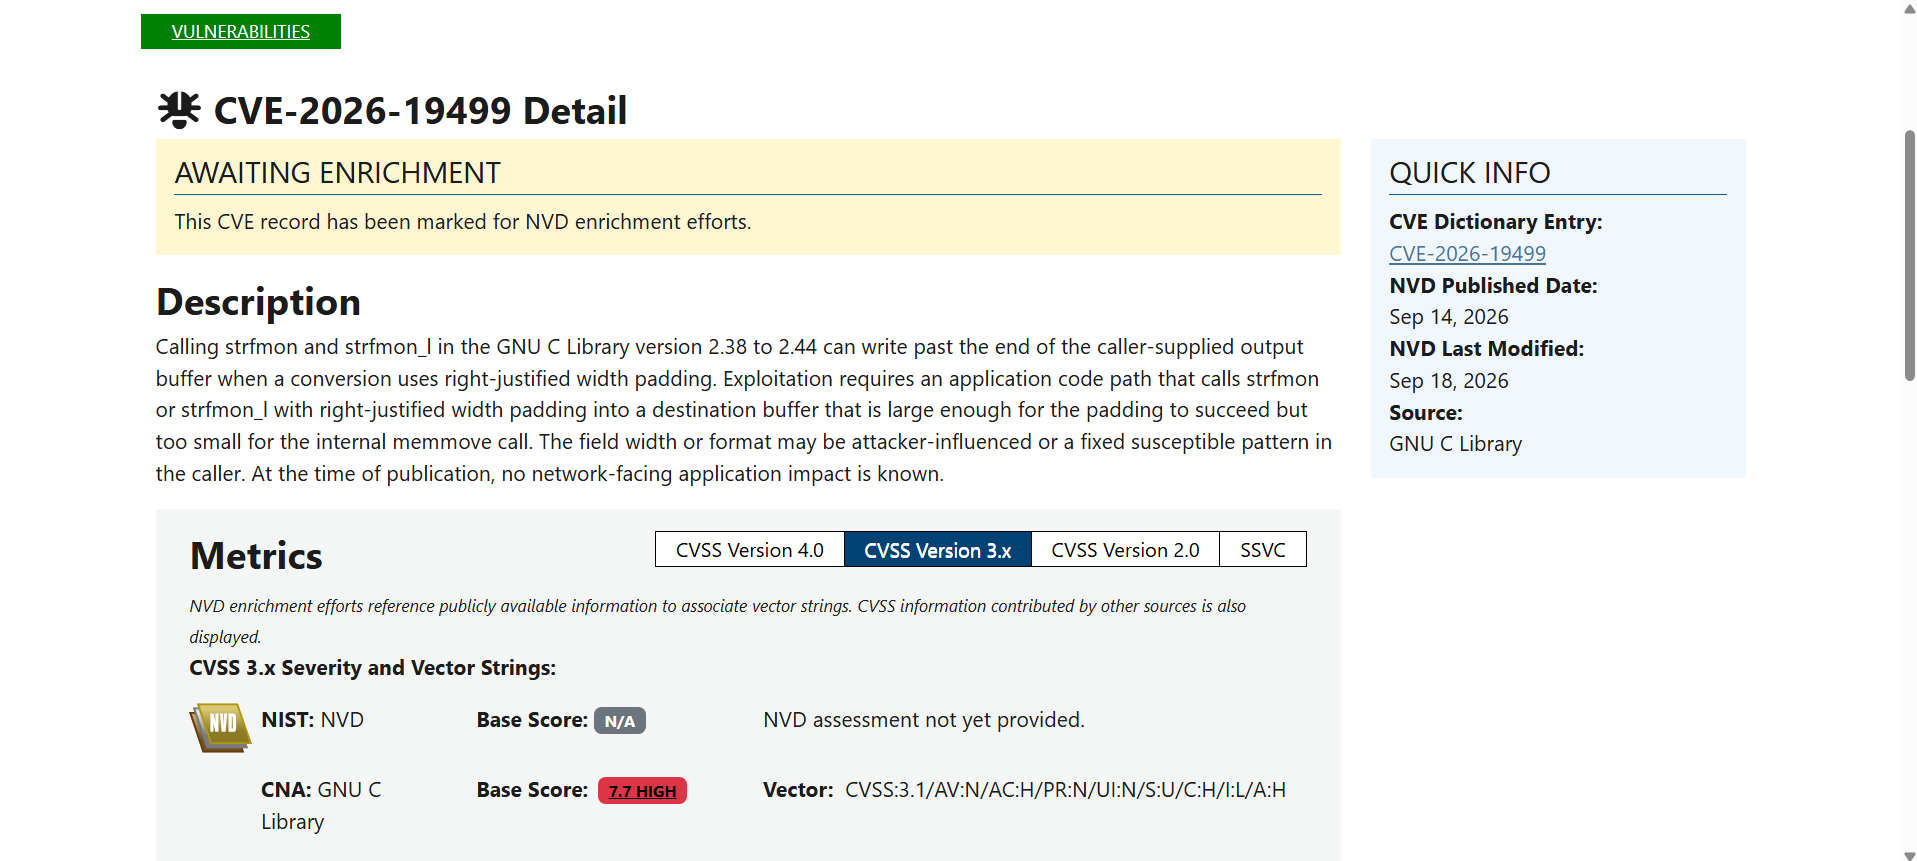 VULNERABILITIES
CVE-2026-19499 Detail
AWAITING ENRICHMENT
This CVE record has been marked for NVD enrichment efforts.
Description
Calling strfmon and strfmon_l in the GNU C Library version 2.38 to 2.44 can write past the end of the caller-supplied output
buffer when a conversion uses right-justified width padding. Exploitation requires an application code path that calls strfmon
or strfmon_l with right-justified width padding into a destination buffer that is large enough for the padding to succeed but
too small for the internal memmove call. The field width or format may be attacker-influenced or a fixed susceptible pattern in
the caller. At the time of publication, no network-facing application impact is known.
Metrics
CVSS Version 4.0 CVSS Version 3.x CVSS Version 2.0 SSVC
NVD enrichment efforts reference publicly available information to associate vector strings. CVSS information contributed by other sources is also
displayed.
CVSS 3.x Severity and Vector Strings:
NVD NIST: NVD Base Score: N/A NVD assessment not yet provided.
CNA: GNU C Base Score: 7.7 HIGH Vector: CVSS:3.1/AV:N/AC:H/PR:N/UI:N/S:U/C:H/I:L/A:H
Library
QUICK INFO
CVE Dictionary Entry:
CVE-2026-19499
NVD Published Date:
Sep 14, 2026
NVD Last Modified:
Sep 18, 2026
Source:
GNU C Library